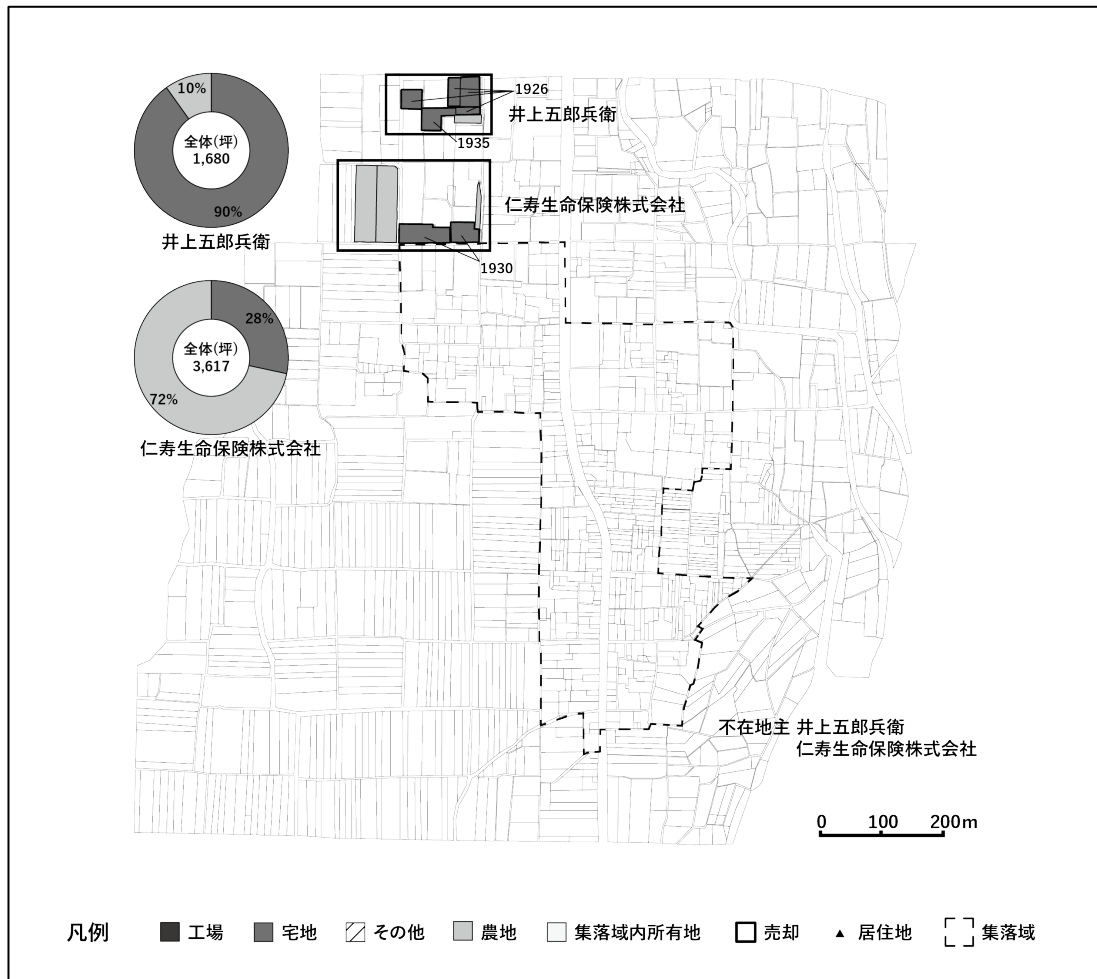 10%
全体(坪)
1,680
90%
井上五郎兵衛
1926
井上五郎兵衛
1935
仁寿生命保険株式会社
1930
28%
全体(坪)
3,617
72%
仁寿生命保険株式会社
不在地主 井上五郎兵衛
仁寿生命保険株式会社
0 100 200m
凡例 工場 宅地 その他 農地 集落域内所有地 売却 居住地 集落域